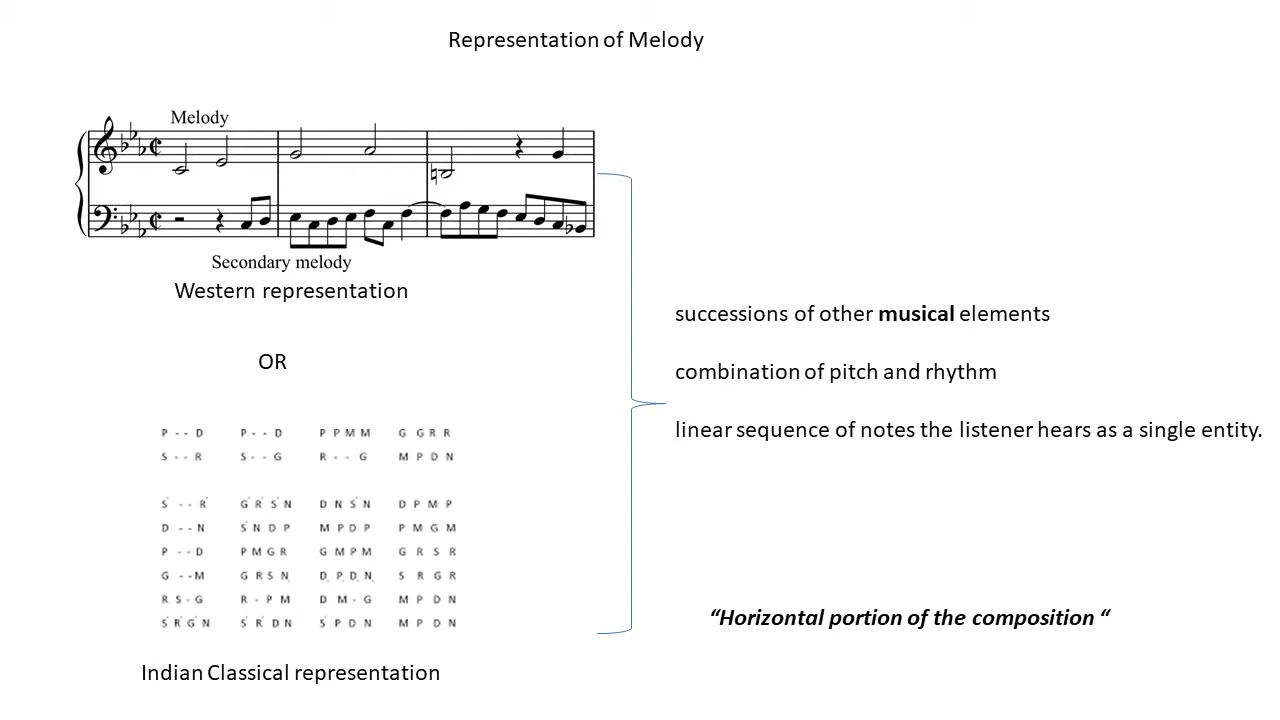 Representation of Melody
Melody
Secondary melody
Western representation
OR
P - - D P - - D P P M M G G R R
S - - R S - - G R - - G M P D N
Ṡ - - Ṙ Ġ Ṙ Ṡ N D N Ṡ N D P M P
D - - N Ṡ N D P M P D P P M G M
P - - D P M G R G M P M G R S R
G - - M G R S Ṇ Ḍ Ṇ S R G R
R S - G R - P M D M - G M P D N
Ṡ Ṙ Ġ N Ṡ Ṙ D N Ṡ P D N M P D N
Indian Classical representation
successions of other musical elements
combination of pitch and rhythm
linear sequence of notes the listener hears as a single entity.
“Horizontal portion of the composition “